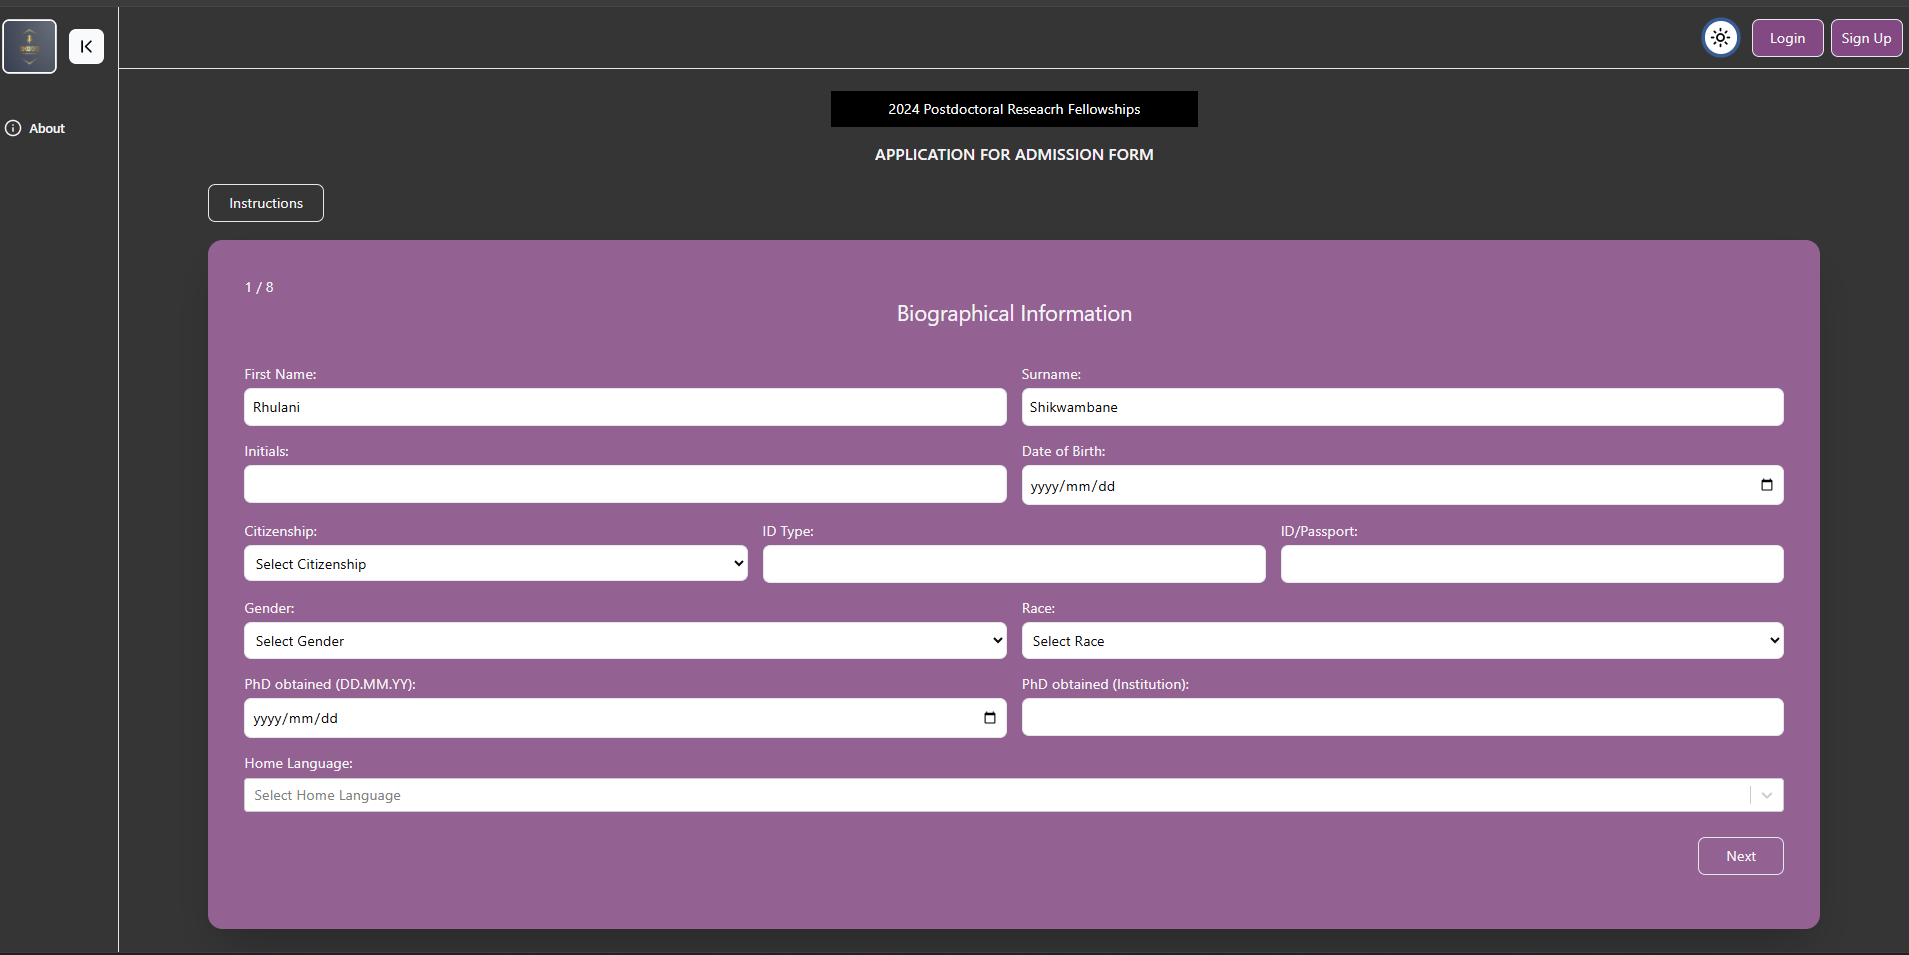 Login
Sign Up
About
2024 Postdoctoral Reseacrh Fellowships
APPLICATION FOR ADMISSION FORM
Instructions
1 / 8
Biographical Information
First Name:
Surname:
Rhulani
Shikwambane
Initials:
Date of Birth:
yyyy/mm/dd
Citizenship:
ID Type:
ID/Passport:
Select Citizenship
Gender:
Race:
Select Gender
Select Race
PhD obtained (DD.MM.YY):
PhD obtained (Institution):
yyyy/mm/dd
Home Language:
Select Home Language
Next